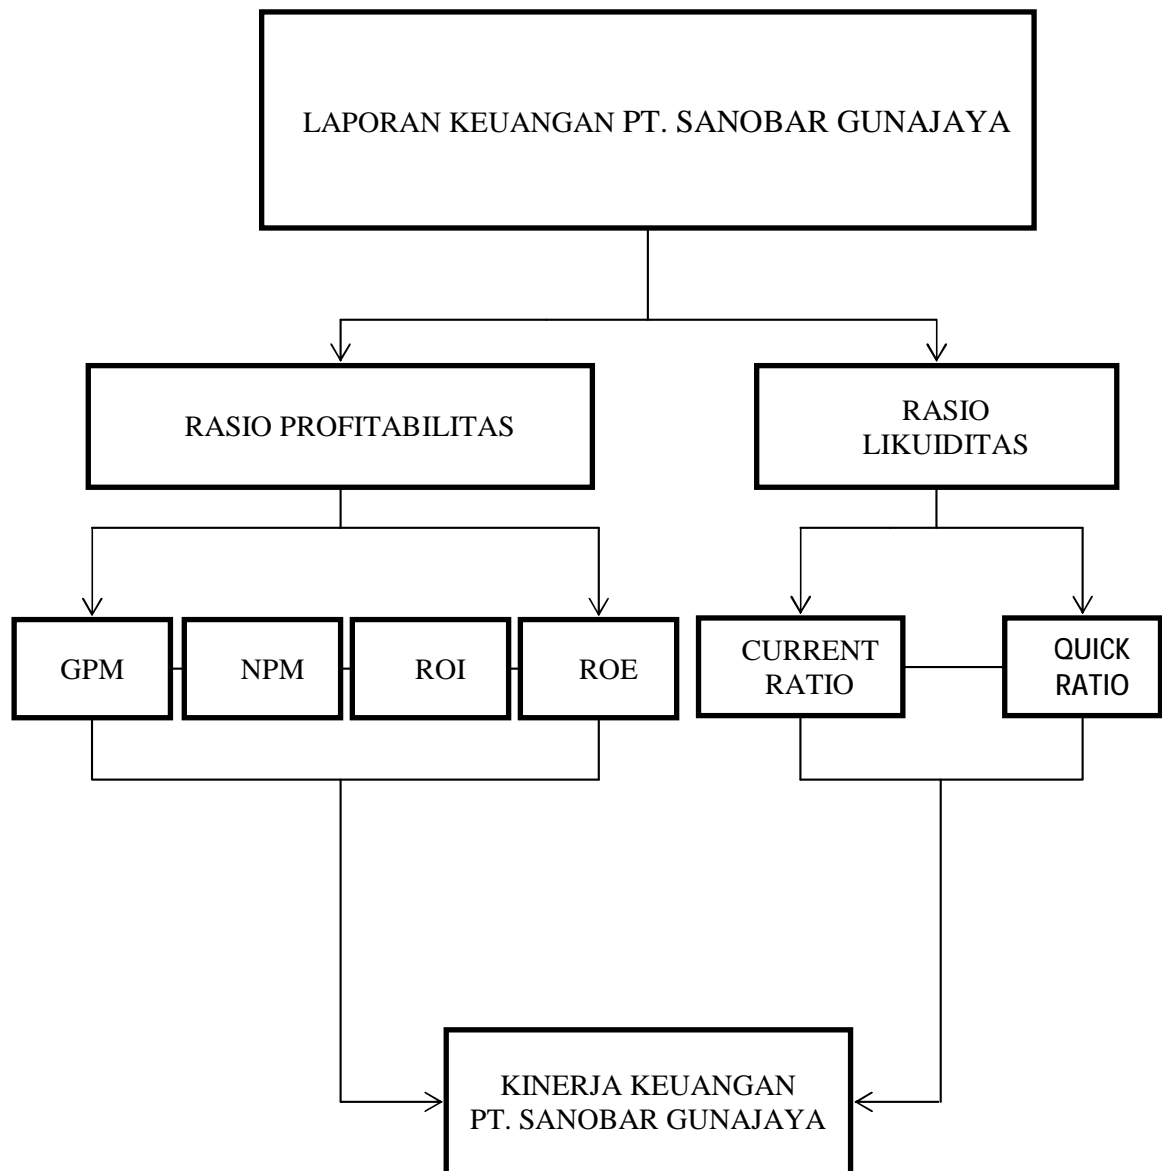 LAPORAN KEUANGAN PT. SANOBAR GUNAJAYA
RASIO PROFITABILITAS
RASIO
LIKUIDITAS
GPM
NPM
ROI
ROE
CURRENT
RATIO
QUICK
RATIO
KINERJA KEUANGAN
PT. SANOBAR GUNAJAYA